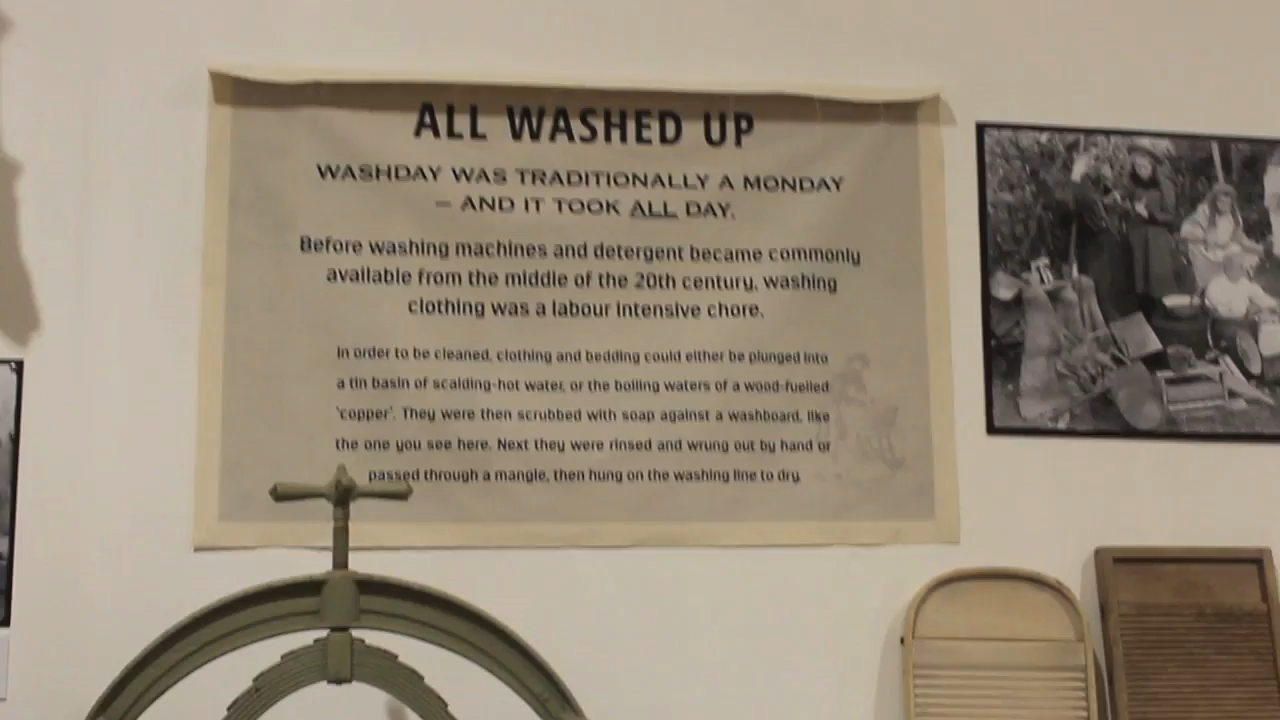 ALL WASHED UP
WASHDAY WAS TRADITIONALLY A MONDAY
– AND IT TOOK ALL DAY.
Before washing machines and detergent became commonly
available from the middle of the 20th century, washing
clothing was a labour intensive chore.
In order to be cleaned, clothing and bedding could either be plunged into
a tin basin of scalding-hot water, or the boiling waters of a wood-fuelled
'copper'. They were then scrubbed with soap against a washboard, like
the one you see here. Next they were rinsed and wrung out by hand or
passed through a mangle, then hung on the washing line to dry.